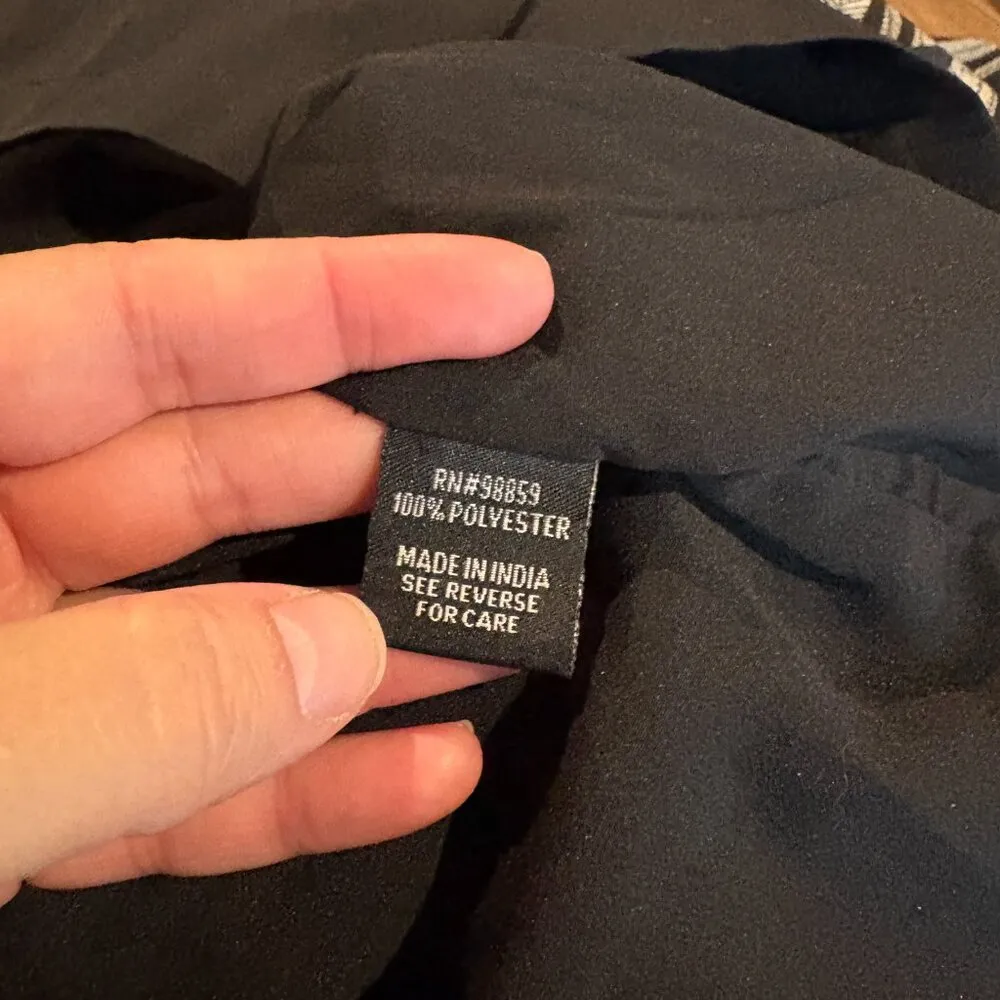 RN#98859
100% POLYESTER
MADE IN INDIA
SEE REVERSE
FOR CARE